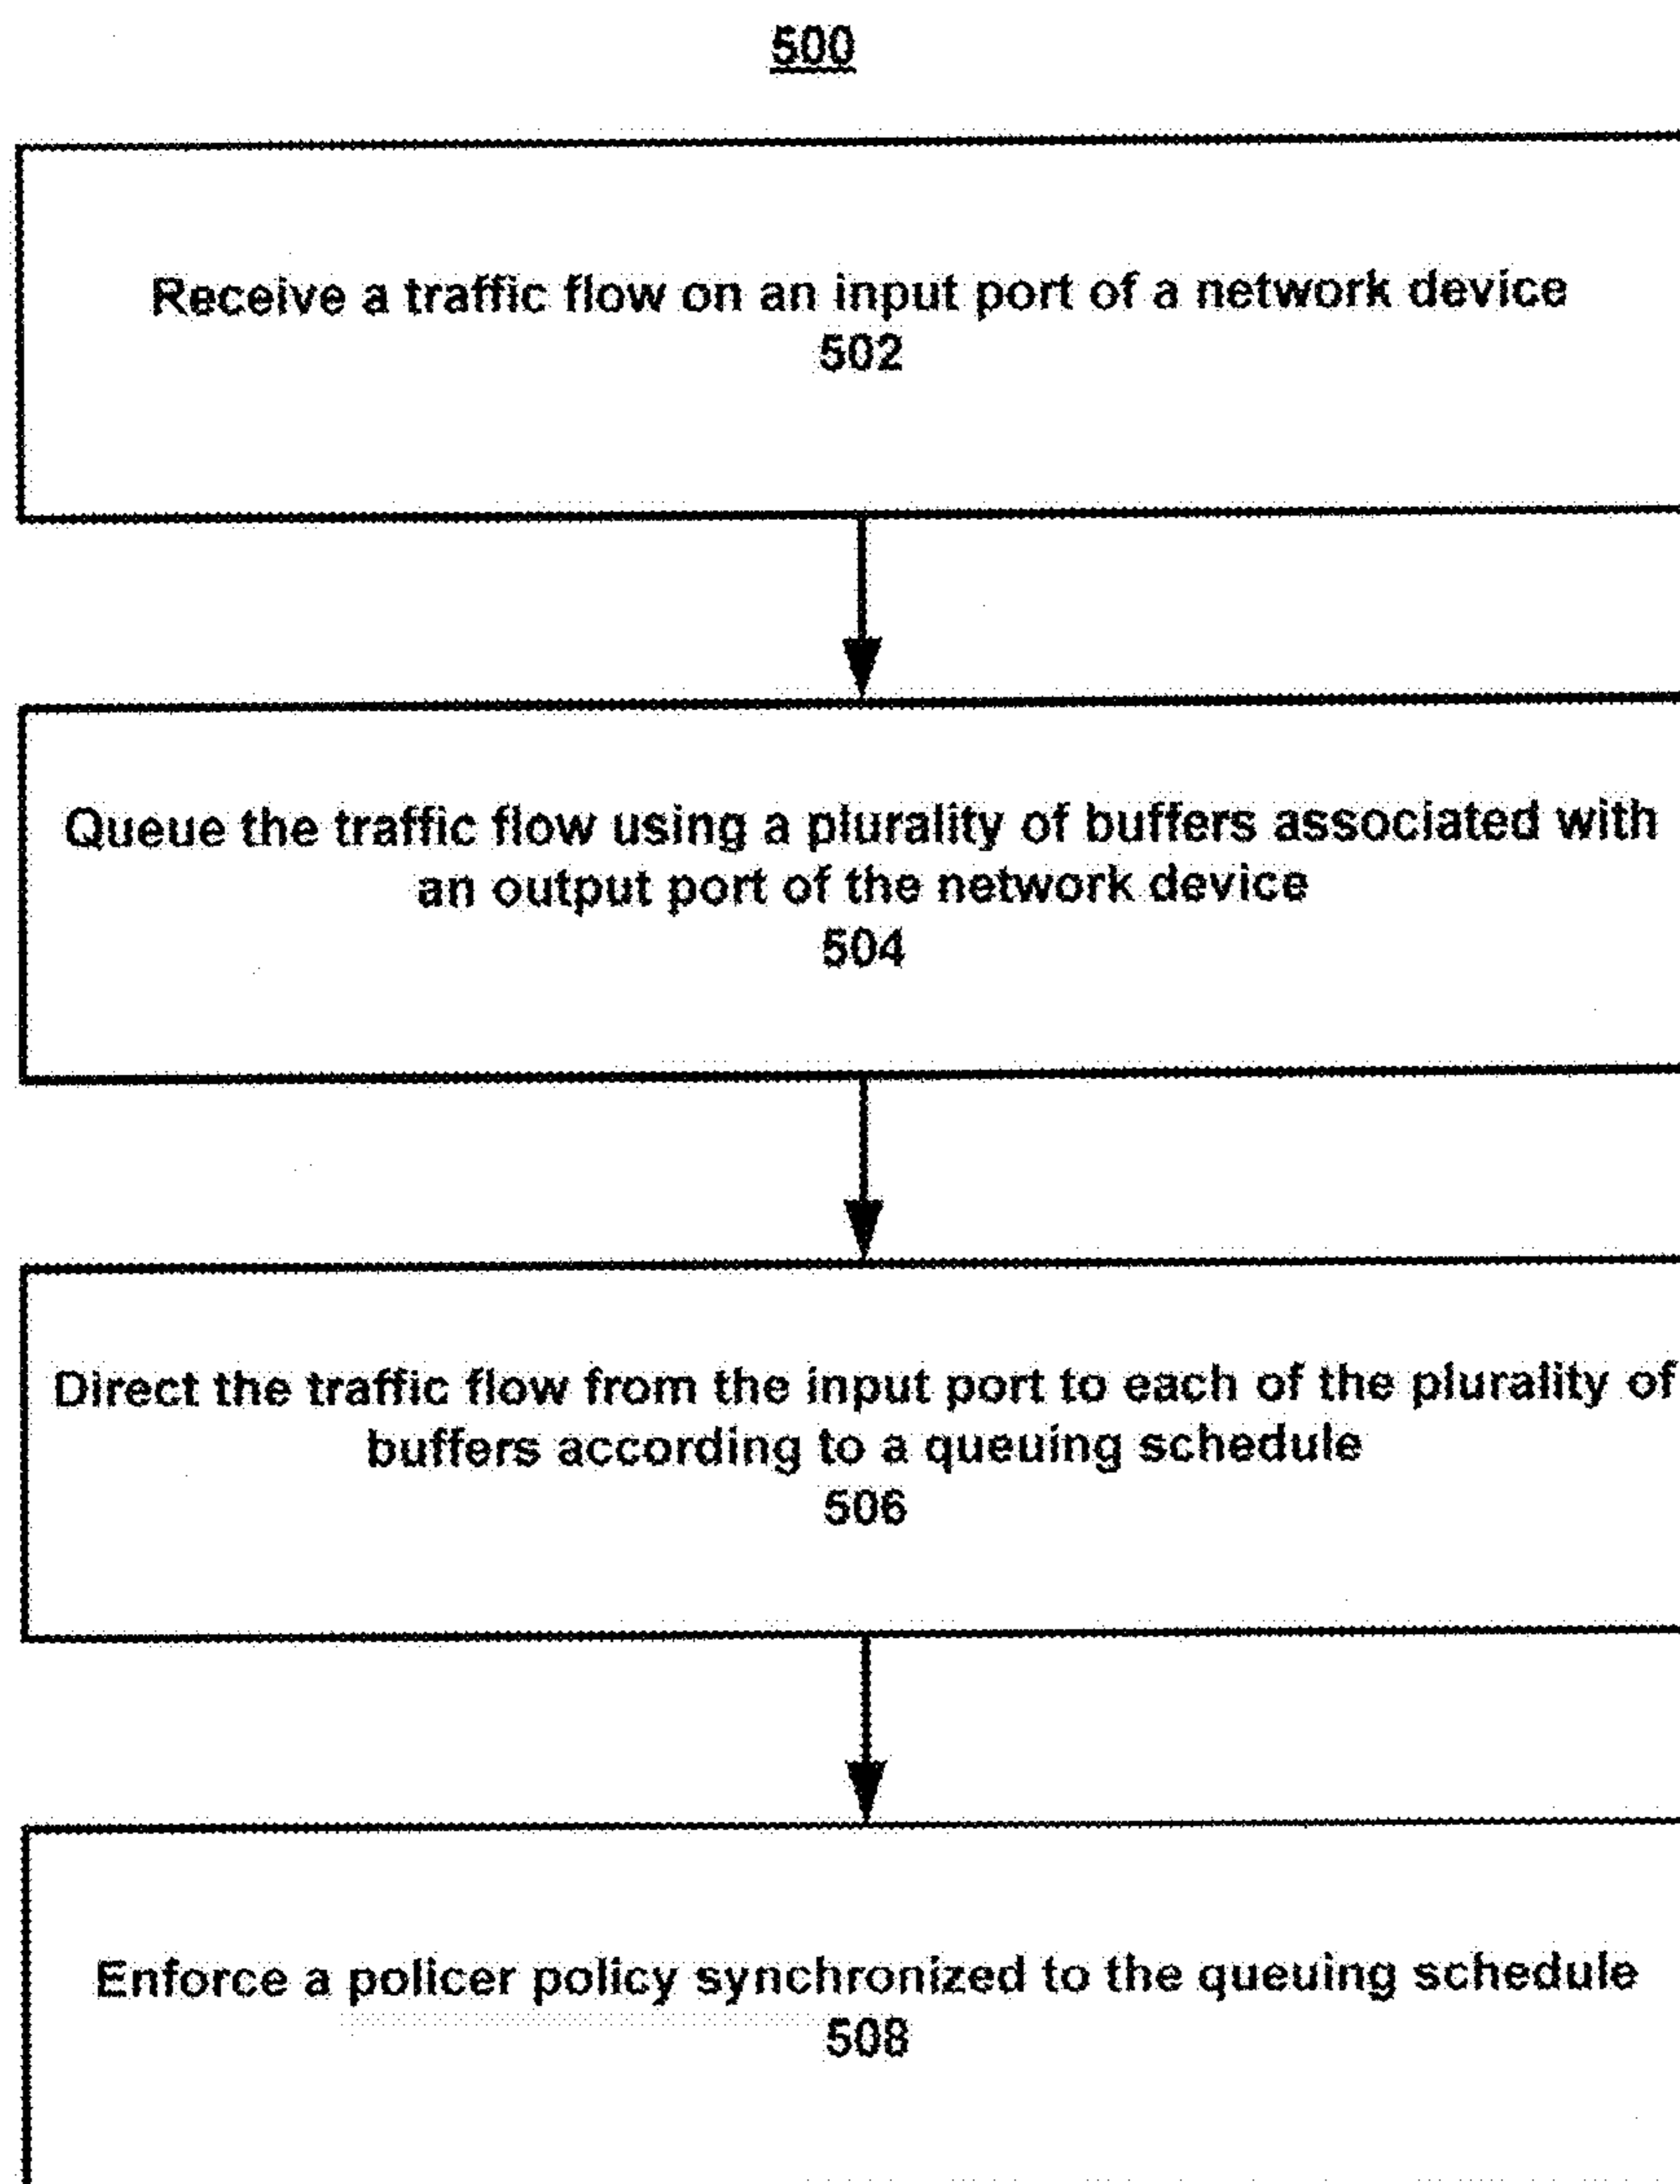 500
Receive a traffic flow on an input port of a network device
502
Queue the traffic flow using a plurality of buffers associated with
an output port of the network device
504
Direct the traffic flow from the input port to each of the plurality of
buffers according to a queuing schedule
506
Enforce a policer policy synchronized to the queuing schedule
508